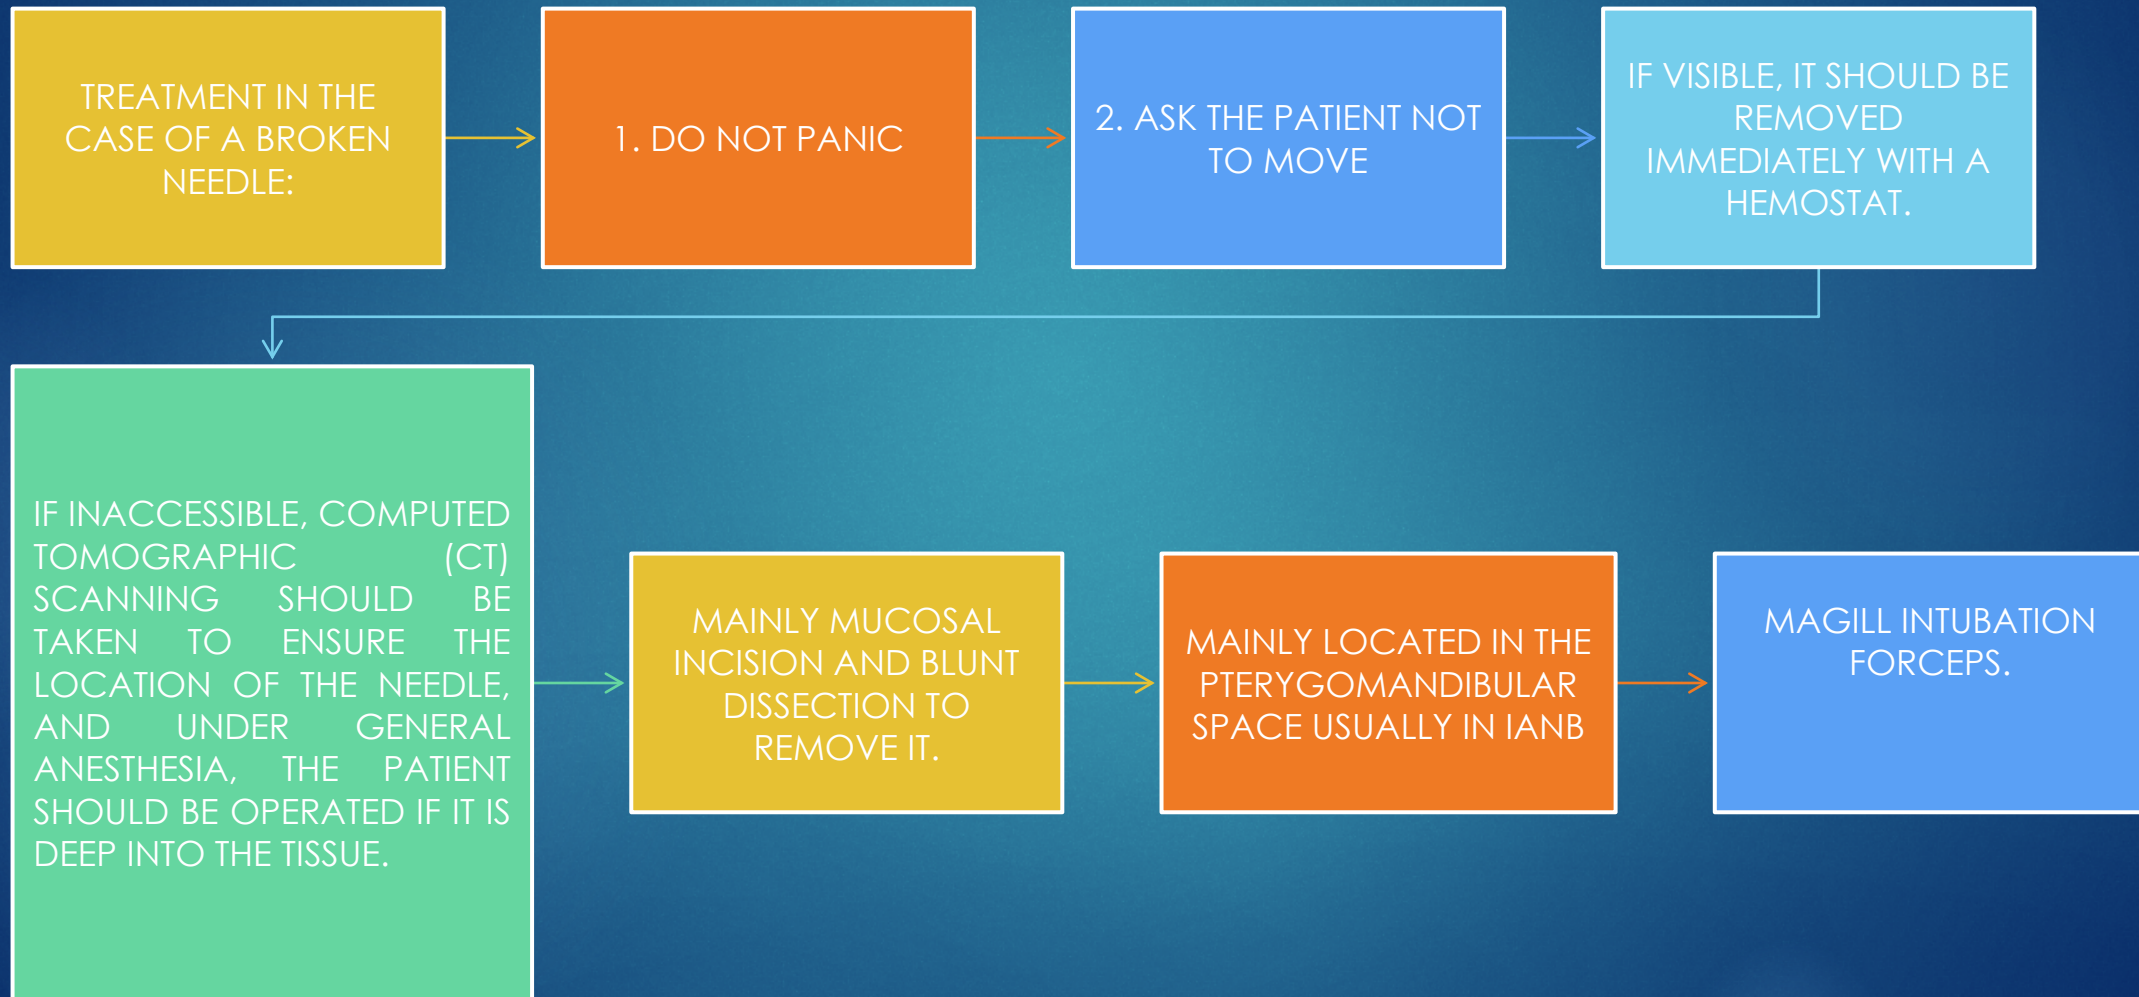 TREATMENT IN THE
CASE OF A BROKEN
NEEDLE:
1. DO NOT PANIC
2. ASK THE PATIENT NOT
TO MOVE
IF VISIBLE, IT SHOULD BE
REMOVED
IMMEDIATELY WITH A
HEMOSTAT.
IF INACCESSIBLE, COMPUTED
TOMOGRAPHIC (CT)
SCANNING SHOULD BE
TAKEN TO ENSURE THE
LOCATION OF THE NEEDLE,
AND UNDER GENERAL
ANESTHESIA, THE PATIENT
SHOULD BE OPERATED IF IT IS
DEEP INTO THE TISSUE.
MAINLY MUCOSAL
INCISION AND BLUNT
DISSECTION TO
REMOVE IT.
MAINLY LOCATED IN THE
PTERYGOMANDIBULAR
SPACE USUALLY IN IANB
MAGILL INTUBATION
FORCEPS.